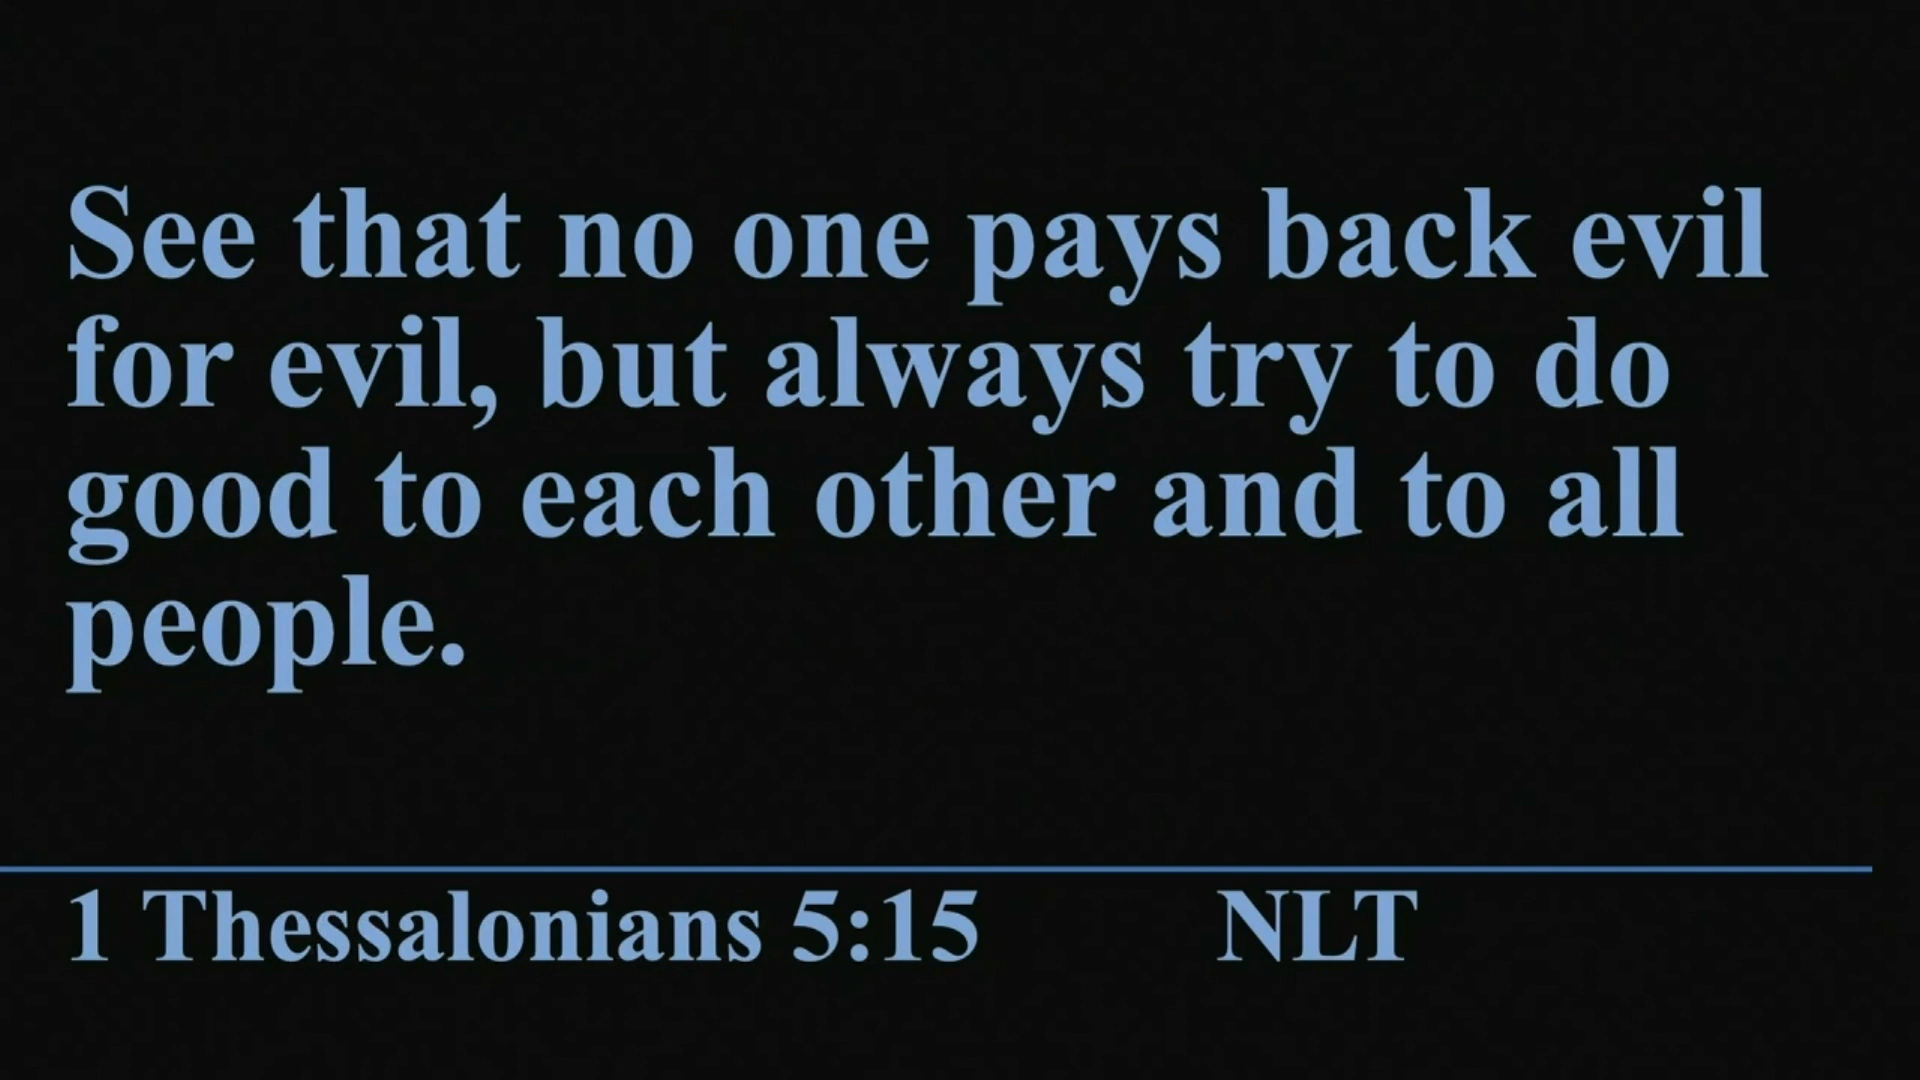 See that no one pays back evil
for evil, but always try to do
good to each other and to all
people.
1 Thessalonians 5:15 NLT